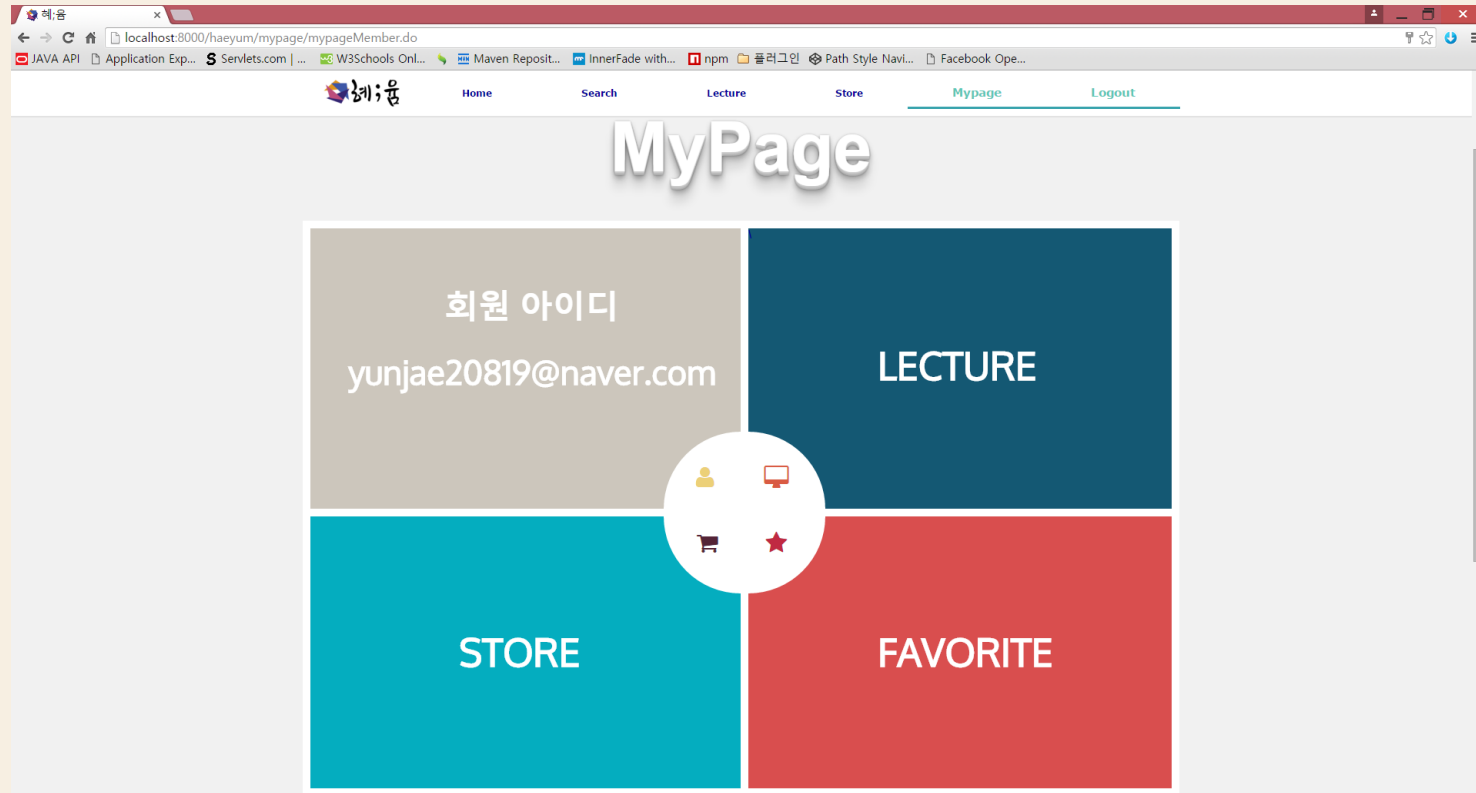 혜;윰
localhost:8000/haeyum/mypage/mypageMember.do
JAVA API Application Exp... Servlets.com | ... W3Schools Onl... Maven Reposit... InnerFade with... npm 플러그인 Path Style Navi... Facebook Ope...
혜;윰 Home Search Lecture Store Mypage Logout
MyPage
회원 아이디
yunjae20819@naver.com
LECTURE
STORE
FAVORITE